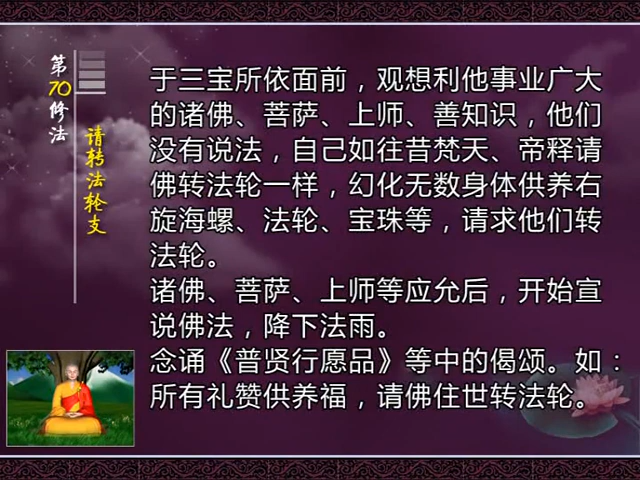 第
70
修
法
请转法轮支
于三宝所依面前，观想利他事业广大
的诸佛、菩萨、上师、善知识，他们
没有说法，自己如往昔梵天、帝释请
佛转法轮一样，幻化无数身体供养右
旋海螺、法轮、宝珠等，请求他们转
法轮。
诸佛、菩萨、上师等应允后，开始宣
说佛法，降下法雨。
念诵《普贤行愿品》等中的偈颂。如：
所有礼赞供养福，请佛住世转法轮。